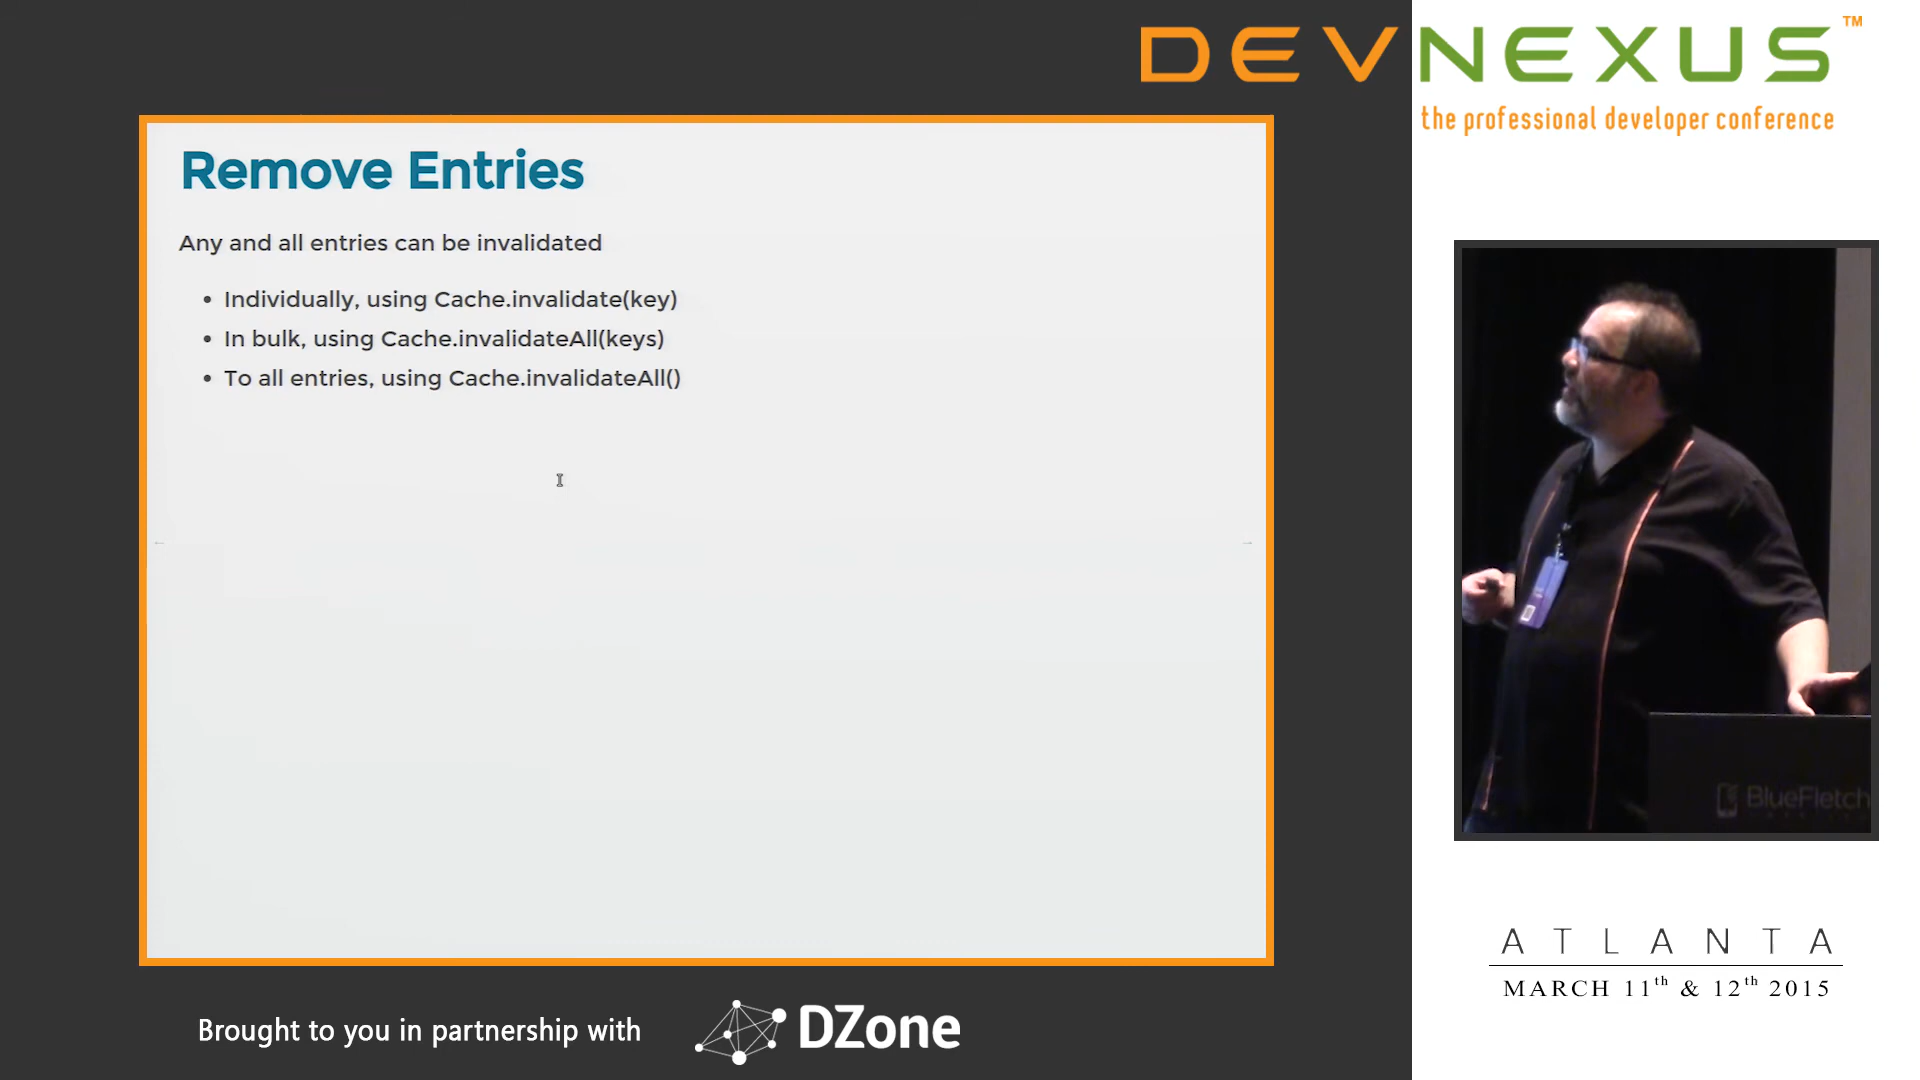 DEVNEXUS™
the professional developer conference
Remove Entries
Any and all entries can be invalidated
• Individually, using Cache.invalidate(key)
• In bulk, using Cache.invalidateAll(keys)
• To all entries, using Cache.invalidateAll()
BlueFletch
ATLANTA
MARCH 11th & 12th 2015
Brought to you in partnership with
DZone